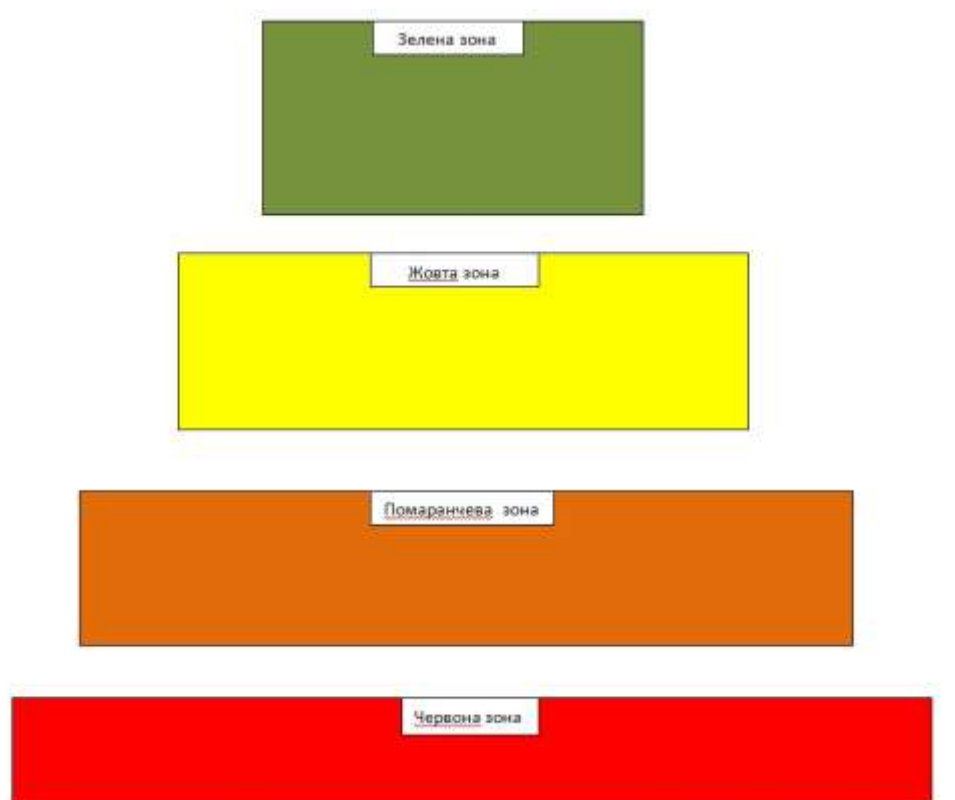 Зелена зона
Жовта зона
Помаранчева зона
Червона зона